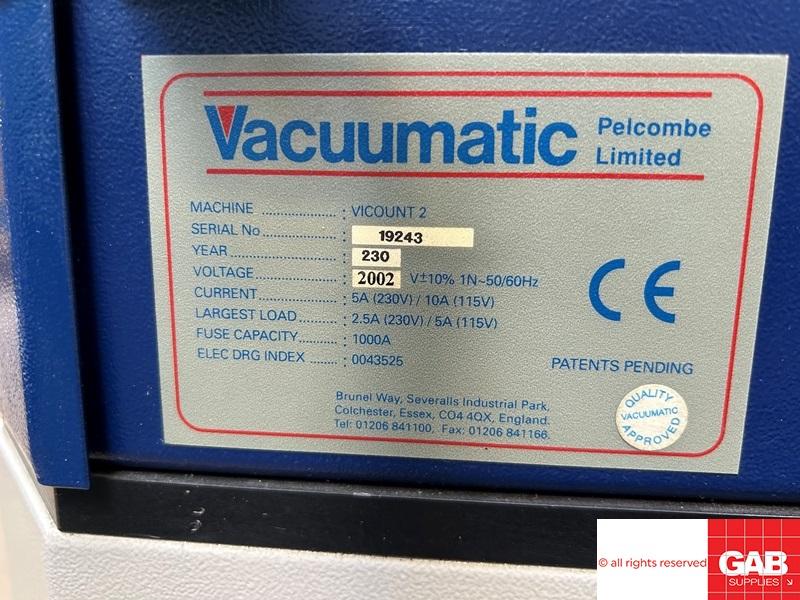 Vacuumatic Pelcombe Limited
MACHINE .................... : VICOUNT 2
SERIAL No .................... : 19243
YEAR .................... : 230
VOLTAGE .................... : 2002 V±10% 1N~50/60Hz
CURRENT .................... : 5A (230V) / 10A (115V)
LARGEST LOAD .......... : 2.5A (230V) / 5A (115V)
FUSE CAPACITY .......... : 1000A
ELEC DRG INDEX ....... : 0043525
PATENTS PENDING
Brunel Way, Severalls Industrial Park,
Colchester, Essex, CO4 4QX, England.
Tel: 01206 841100, Fax: 01206 841166.
CE
QUALITY
VACUUMATIC
APPROVED
© all rights reserved
GAB
SUPPLIES